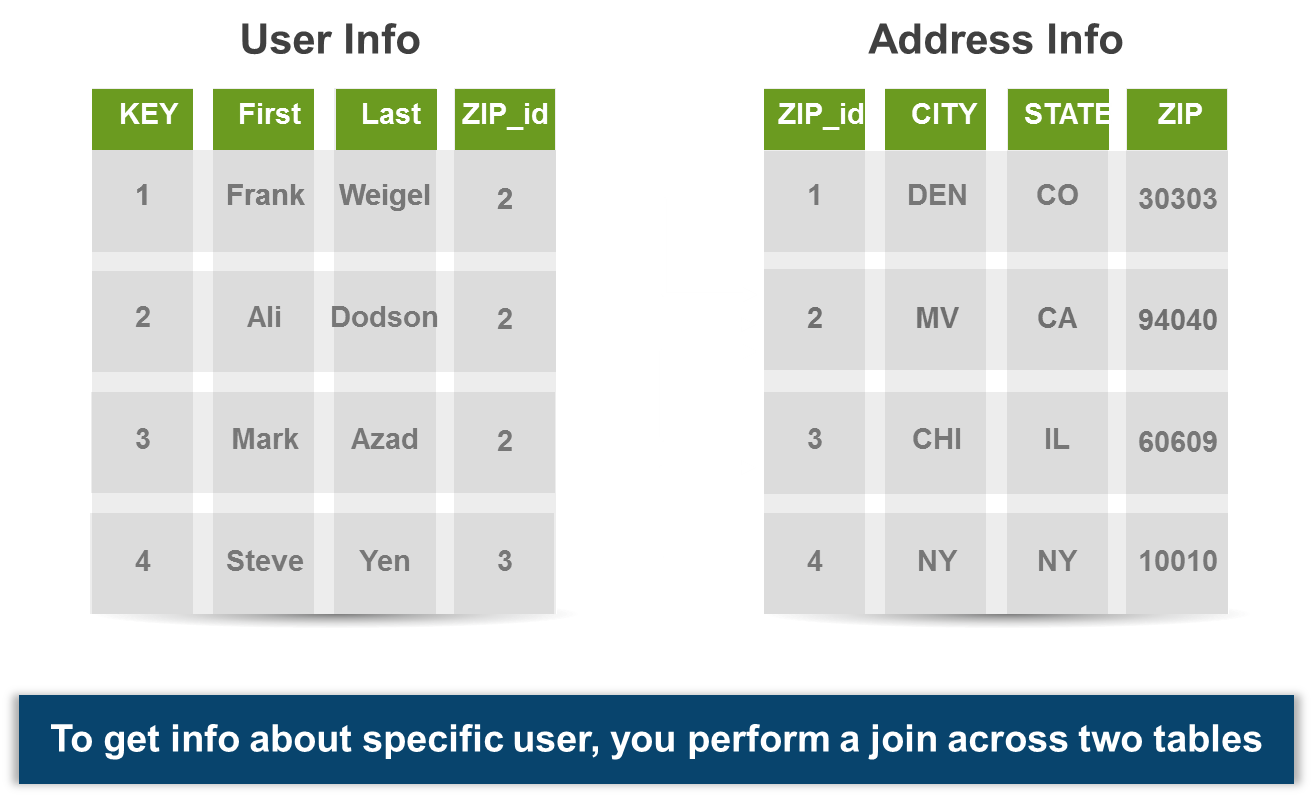 User Info
Address Info
KEY First Last ZIP_id
1 Frank Weigel 2
2 Ali Dodson 2
3 Mark Azad 2
4 Steve Yen 3
ZIP_id CITY STATE ZIP
1 DEN CO 30303
2 MV CA 94040
3 CHI IL 60609
4 NY NY 10010
To get info about specific user, you perform a join across two tables